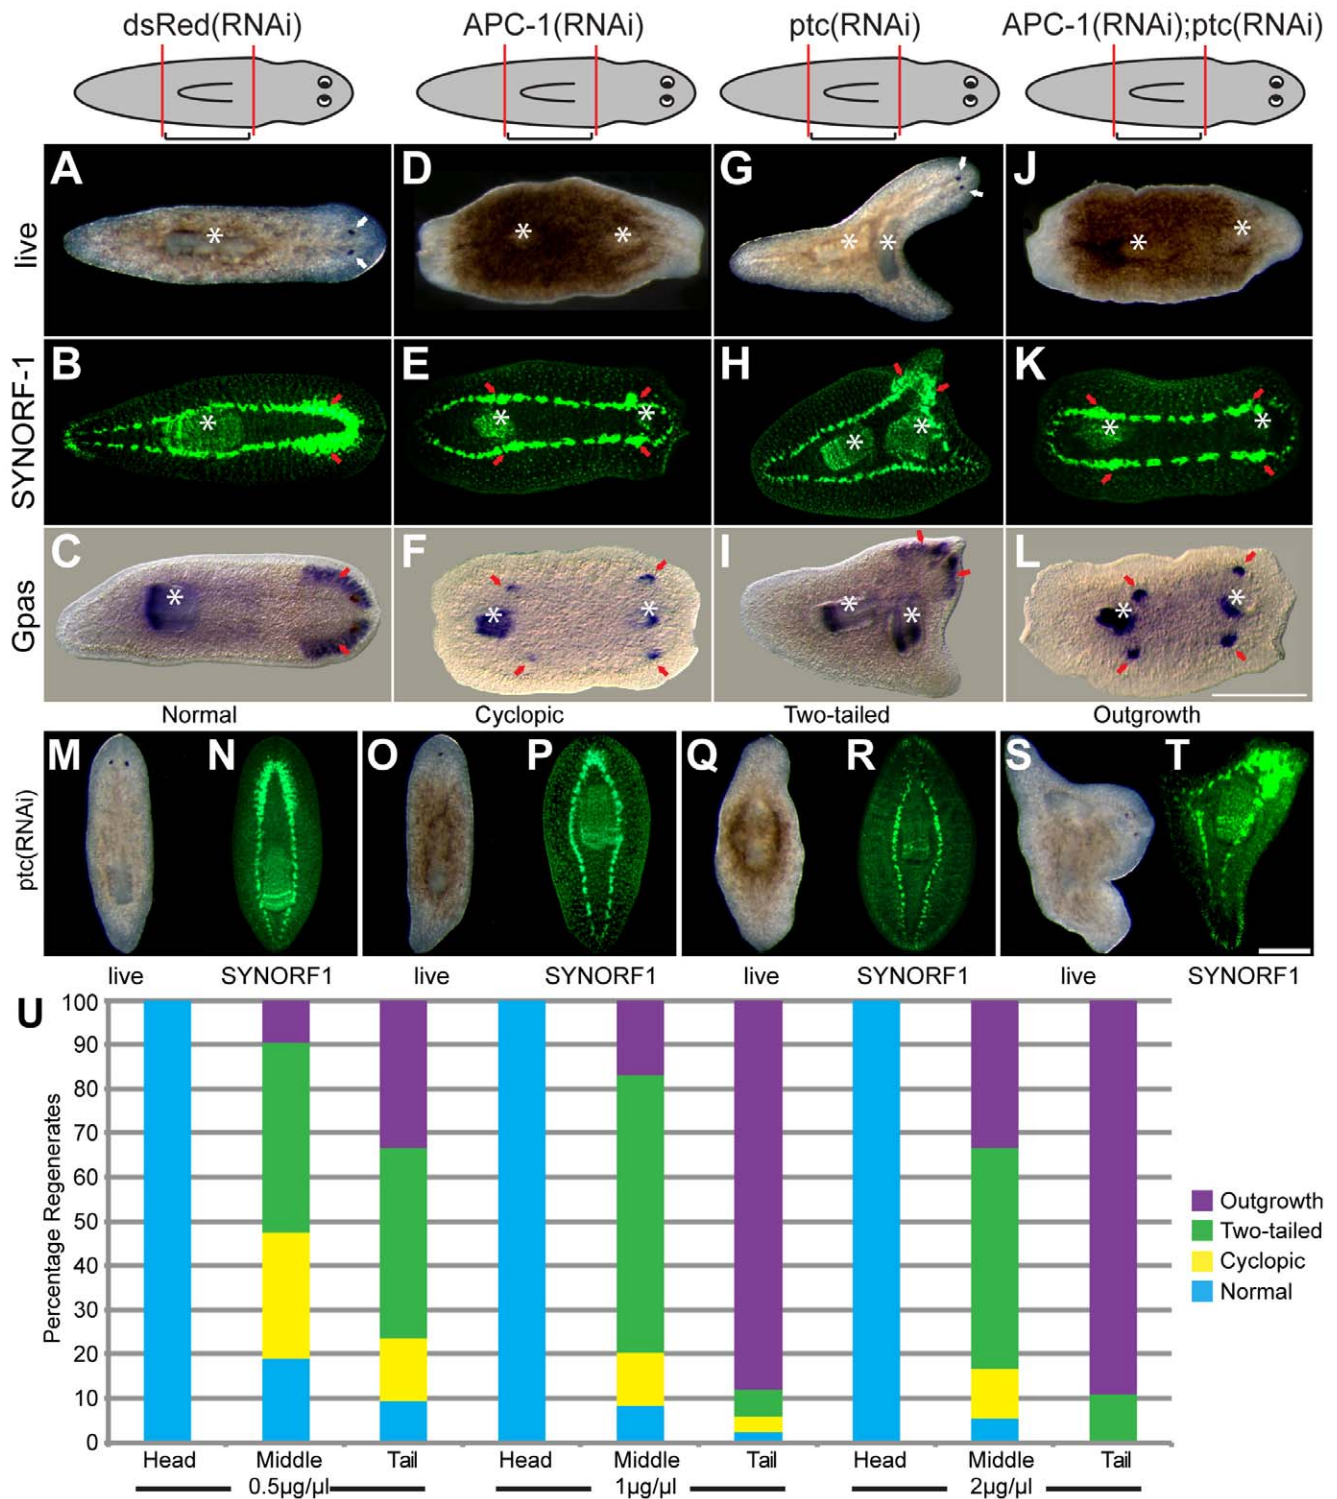 dsRed(RNAi) APC-1(RNAi) ptc(RNAi) APC-1(RNAi);ptc(RNAi)
live A * D * * G * * J * *
SYNORF-1 B * E * * H * * K * *
Gpas C * F * * I * * L * *
Normal Cyclopic Two-tailed Outgrowth
ptc(RNAi) M N O P Q R S T
live SYNORF1 live SYNORF1 live SYNORF1 live SYNORF1
U
Percentage Regenerates
100
90
80
70
60
50
40
30
20
10
0
Outgrowth
Two-tailed
Cyclopic
Normal
Head Middle Tail Head Middle Tail Head Middle Tail
0.5µg/µl 1µg/µl 2µg/µl